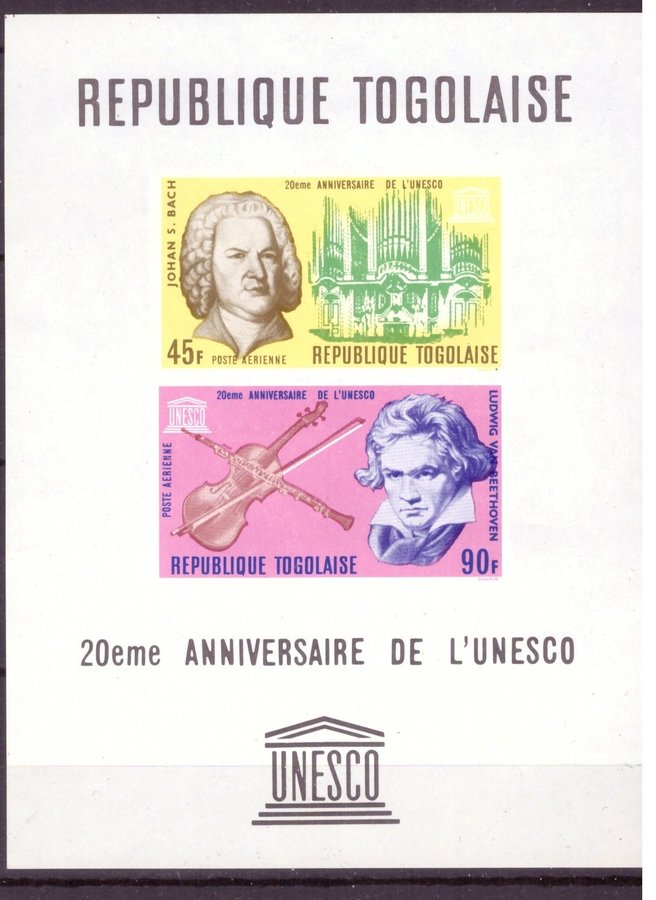 REPUBLIQUE TOGOLAISE
JOHAN S. BACH
20eme ANNIVERSAIRE DE L'UNESCO
UNESCO
45F POSTE AERIENNE REPUBLIQUE TOGOLAISE
20eme ANNIVERSAIRE DE L'UNESCO
UNESCO
POSTE AERIENNE
LUDWIG VAN BEETHOVEN
REPUBLIQUE TOGOLAISE 90F
20eme ANNIVERSAIRE DE L'UNESCO
UNESCO